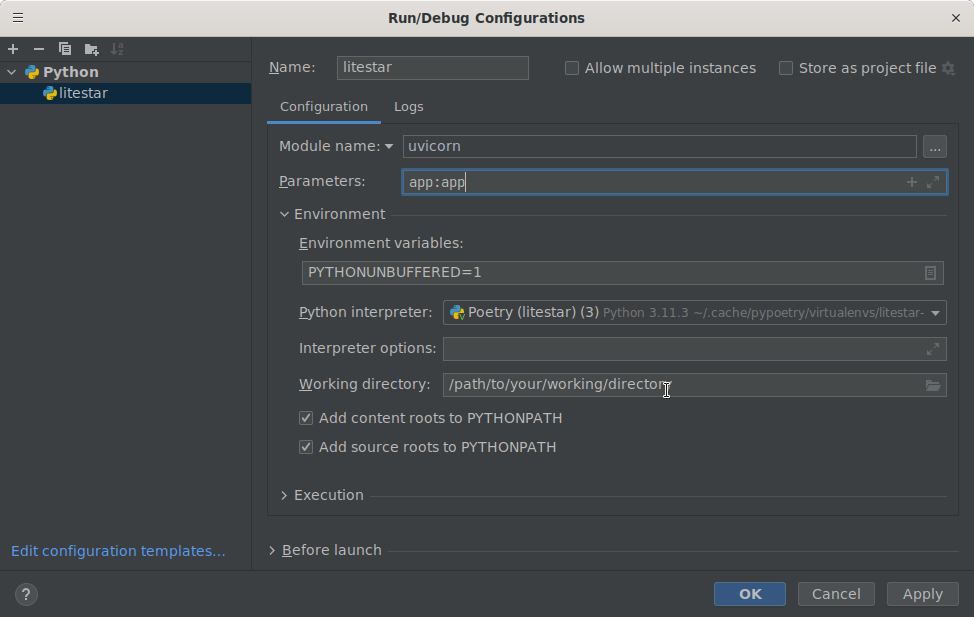 Run/Debug Configurations
Python
litestar
Name: litestar Allow multiple instances Store as project file
Configuration Logs
Module name: uvicorn ...
Parameters: app:app
Environment
Environment variables:
PYTHONUNBUFFERED=1
Python interpreter: Poetry (litestar) (3) Python 3.11.3 ~/.cache/pypoetry/virtualenvs/litestar-
Interpreter options:
Working directory: /path/to/your/working/directory
Add content roots to PYTHONPATH
Add source roots to PYTHONPATH
Execution
Edit configuration templates...
Before launch
? OK Cancel Apply